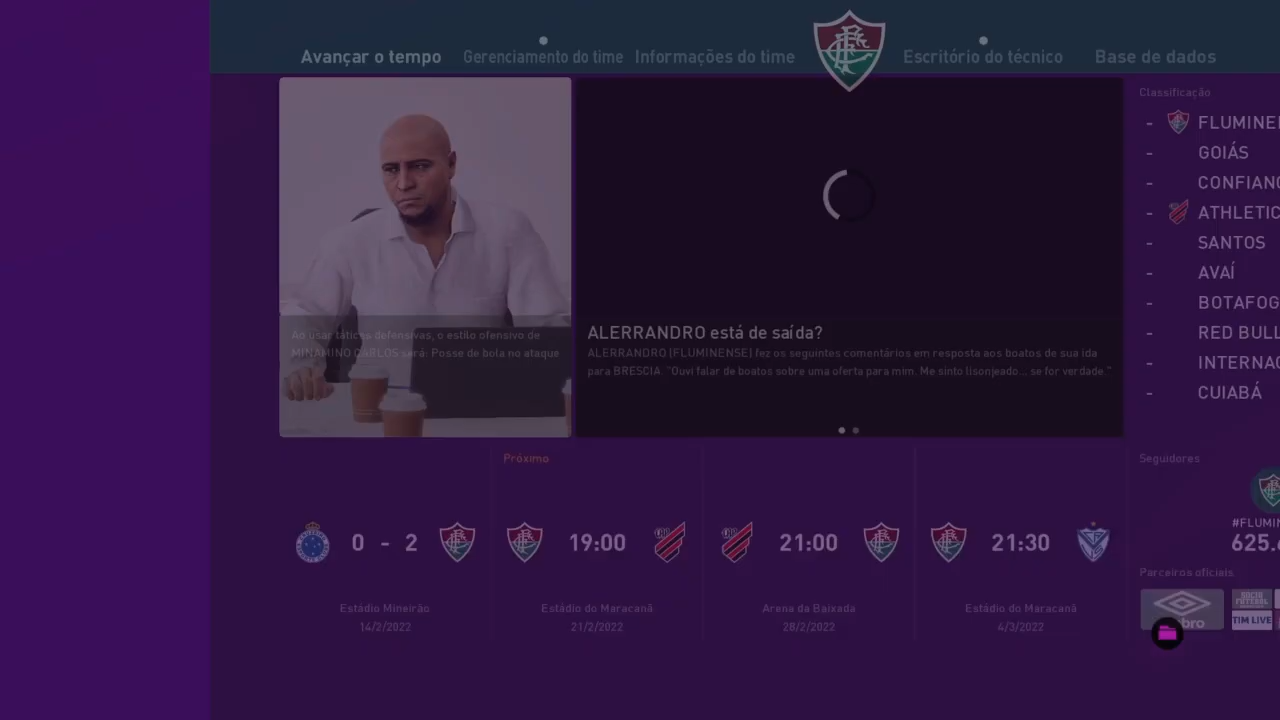 Avançar o tempo
Gerenciamento do time
Informações do time
Escritório do técnico
Base de dados
Ao usar táticas defensivas, o estilo ofensivo de
MINAMINO CARLOS será: Posse de bola no ataque
ALERRANDRO está de saída?
ALERRANDRO (FLUMINENSE) fez os seguintes comentários em resposta aos boatos de sua ida
para BRESCIA. "Ouvi falar de boatos sobre uma oferta para mim. Me sinto lisonjeado... se for verdade."
Classificação
- FLUMINE
- GOIÁS
- CONFIANÇ
- ATHLETIC
- SANTOS
- AVAÍ
- BOTAFOG
- RED BULL
- INTERNAC
- CUIABÁ
0 - 2
Estádio Mineirão
14/2/2022
Próximo
19:00
Estádio do Maracanã
21/2/2022
21:00
Arena da Baixada
28/2/2022
21:30
Estádio do Maracanã
4/3/2022
Seguidores
#FLUMIN
625.
Parceiros oficiais
TIM LIVE